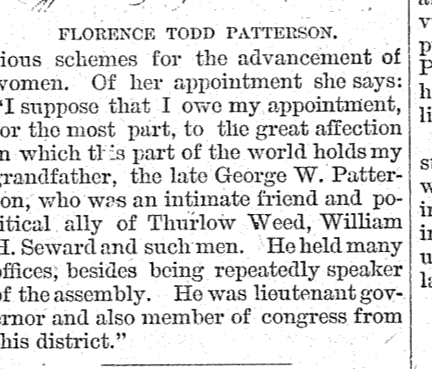 FLORENCE TODD PATTERSON.
ious schemes for the advancement of
women. Of her appointment she says:
"I suppose that I owe my appointment,
or the most part, to the great affection
n which this part of the world holds my
grandfather, the late George W. Patter-
on, who was an intimate friend and po-
itical ally of Thurlow Weed, William
H. Seward and such men. He held many
offices, besides being repeatedly speaker
of the assembly. He was lieutenant gov-
ernor and also member of congress from
his district."